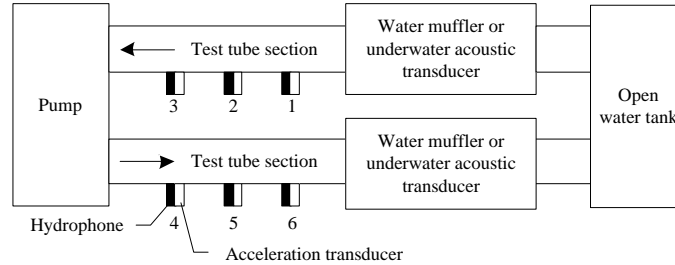 Water muffler or
underwater acoustic
transducer
Test tube section
3 2 1
Pump
Open
water tank
Water muffler or
underwater acoustic
transducer
Test tube section
Hydrophone 4 5 6
Acceleration transducer